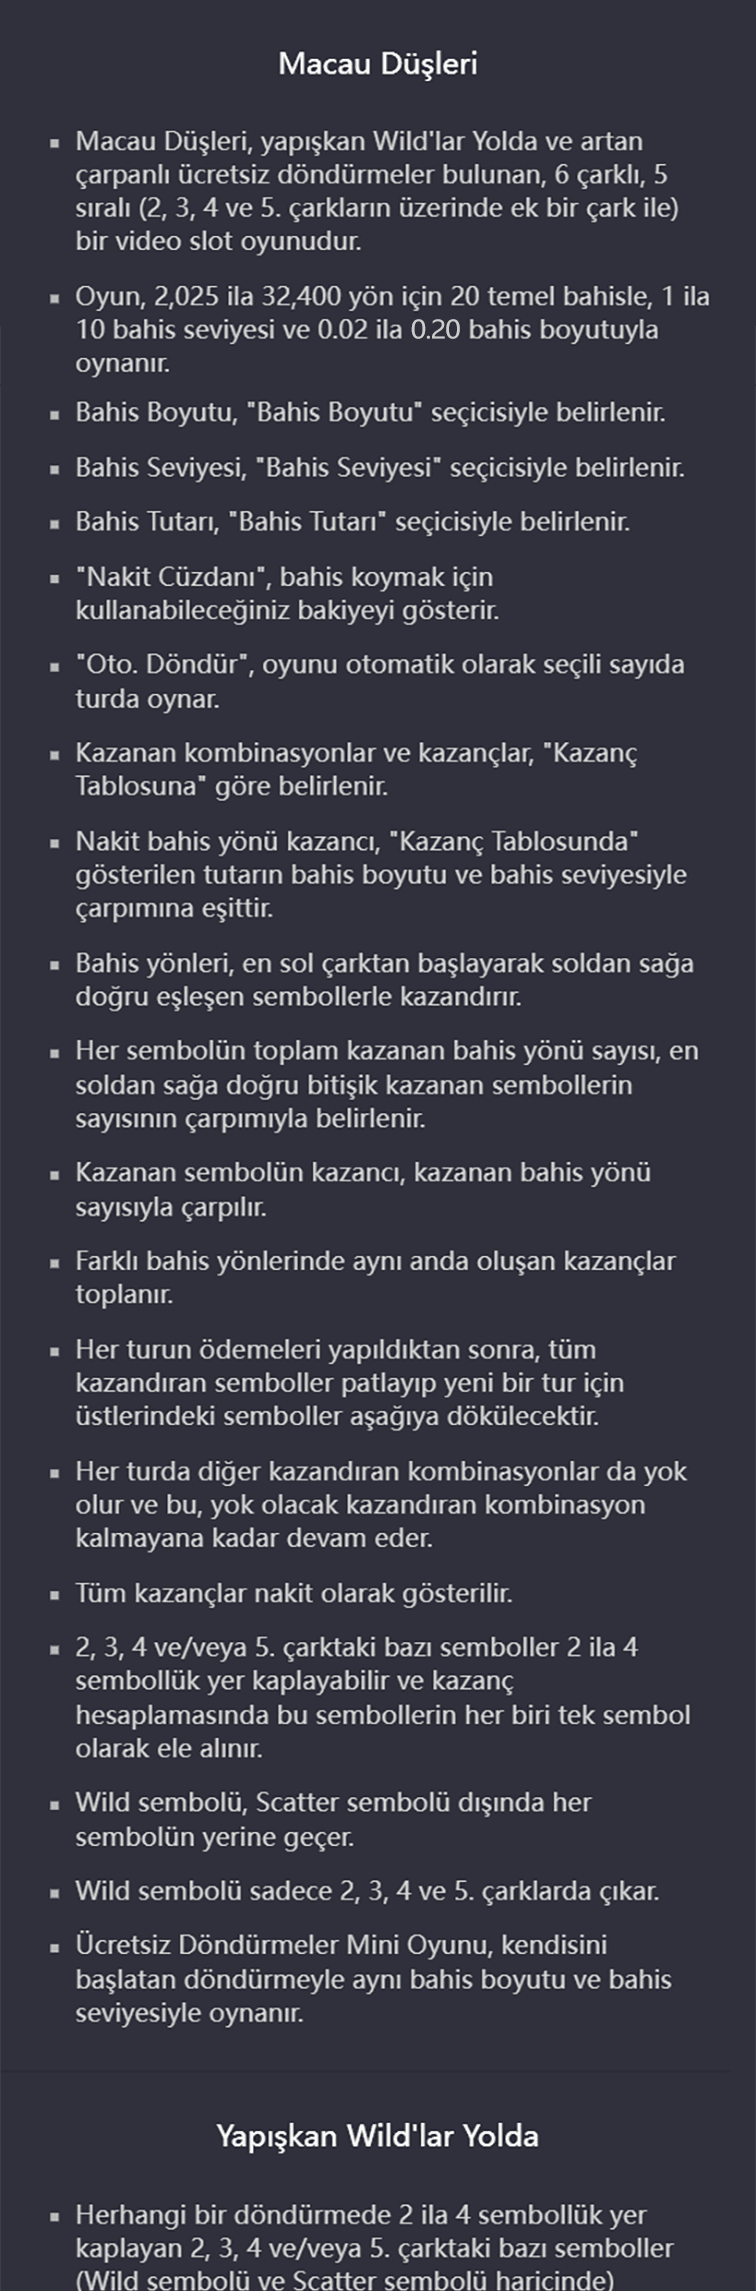 Macau Düşleri
▪ Macau Düşleri, yapışkan Wild'lar Yolda ve artan
çarpanlı ücretsiz döndürmeler bulunan, 6 çarklı, 5
sıralı (2, 3, 4 ve 5. çarkların üzerinde ek bir çark ile)
bir video slot oyunudur.
▪ Oyun, 2,025 ila 32,400 yön için 20 temel bahisle, 1 ila
10 bahis seviyesi ve 0.02 ila 0.20 bahis boyutuyla
oynanır.
▪ Bahis Boyutu, "Bahis Boyutu" seçicisiyle belirlenir.
▪ Bahis Seviyesi, "Bahis Seviyesi" seçicisiyle belirlenir.
▪ Bahis Tutarı, "Bahis Tutarı" seçicisiyle belirlenir.
▪ "Nakit Cüzdanı", bahis koymak için
kullanabileceğiniz bakiyeyi gösterir.
▪ "Oto. Döndür", oyunu otomatik olarak seçili sayıda
turda oynar.
▪ Kazanan kombinasyonlar ve kazançlar, "Kazanç
Tablosuna" göre belirlenir.
▪ Nakit bahis yönü kazancı, "Kazanç Tablosunda"
gösterilen tutarın bahis boyutu ve bahis seviyesiyle
çarpımına eşittir.
▪ Bahis yönleri, en sol çarktan başlayarak soldan sağa
doğru eşleşen sembollerle kazandırır.
▪ Her sembolün toplam kazanan bahis yönü sayısı, en
soldan sağa doğru bitişik kazanan sembollerin
sayısının çarpımıyla belirlenir.
▪ Kazanan sembolün kazancı, kazanan bahis yönü
sayısıyla çarpılır.
▪ Farklı bahis yönlerinde aynı anda oluşan kazançlar
toplanır.
▪ Her turun ödemeleri yapıldıktan sonra, tüm
kazandıran semboller patlayıp yeni bir tur için
üstlerindeki semboller aşağıya dökülecektir.
▪ Her turda diğer kazandıran kombinasyonlar da yok
olur ve bu, yok olacak kazandıran kombinasyon
kalmayana kadar devam eder.
▪ Tüm kazançlar nakit olarak gösterilir.
▪ 2, 3, 4 ve/veya 5. çarktaki bazı semboller 2 ila 4
sembollük yer kaplayabilir ve kazanç
hesaplamasında bu sembollerin her biri tek sembol
olarak ele alınır.
▪ Wild sembolü, Scatter sembolü dışında her
sembolün yerine geçer.
▪ Wild sembolü sadece 2, 3, 4 ve 5. çarklarda çıkar.
▪ Ücretsiz Döndürmeler Mini Oyunu, kendisini
başlatan döndürmeyle aynı bahis boyutu ve bahis
seviyesiyle oynanır.
Yapışkan Wild'lar Yolda
▪ Herhangi bir döndürmede 2 ila 4 sembollük yer
kaplayan 2, 3, 4 ve/veya 5. çarktaki bazı semboller
(Wild sembolü ve Scatter sembolü haricinde)